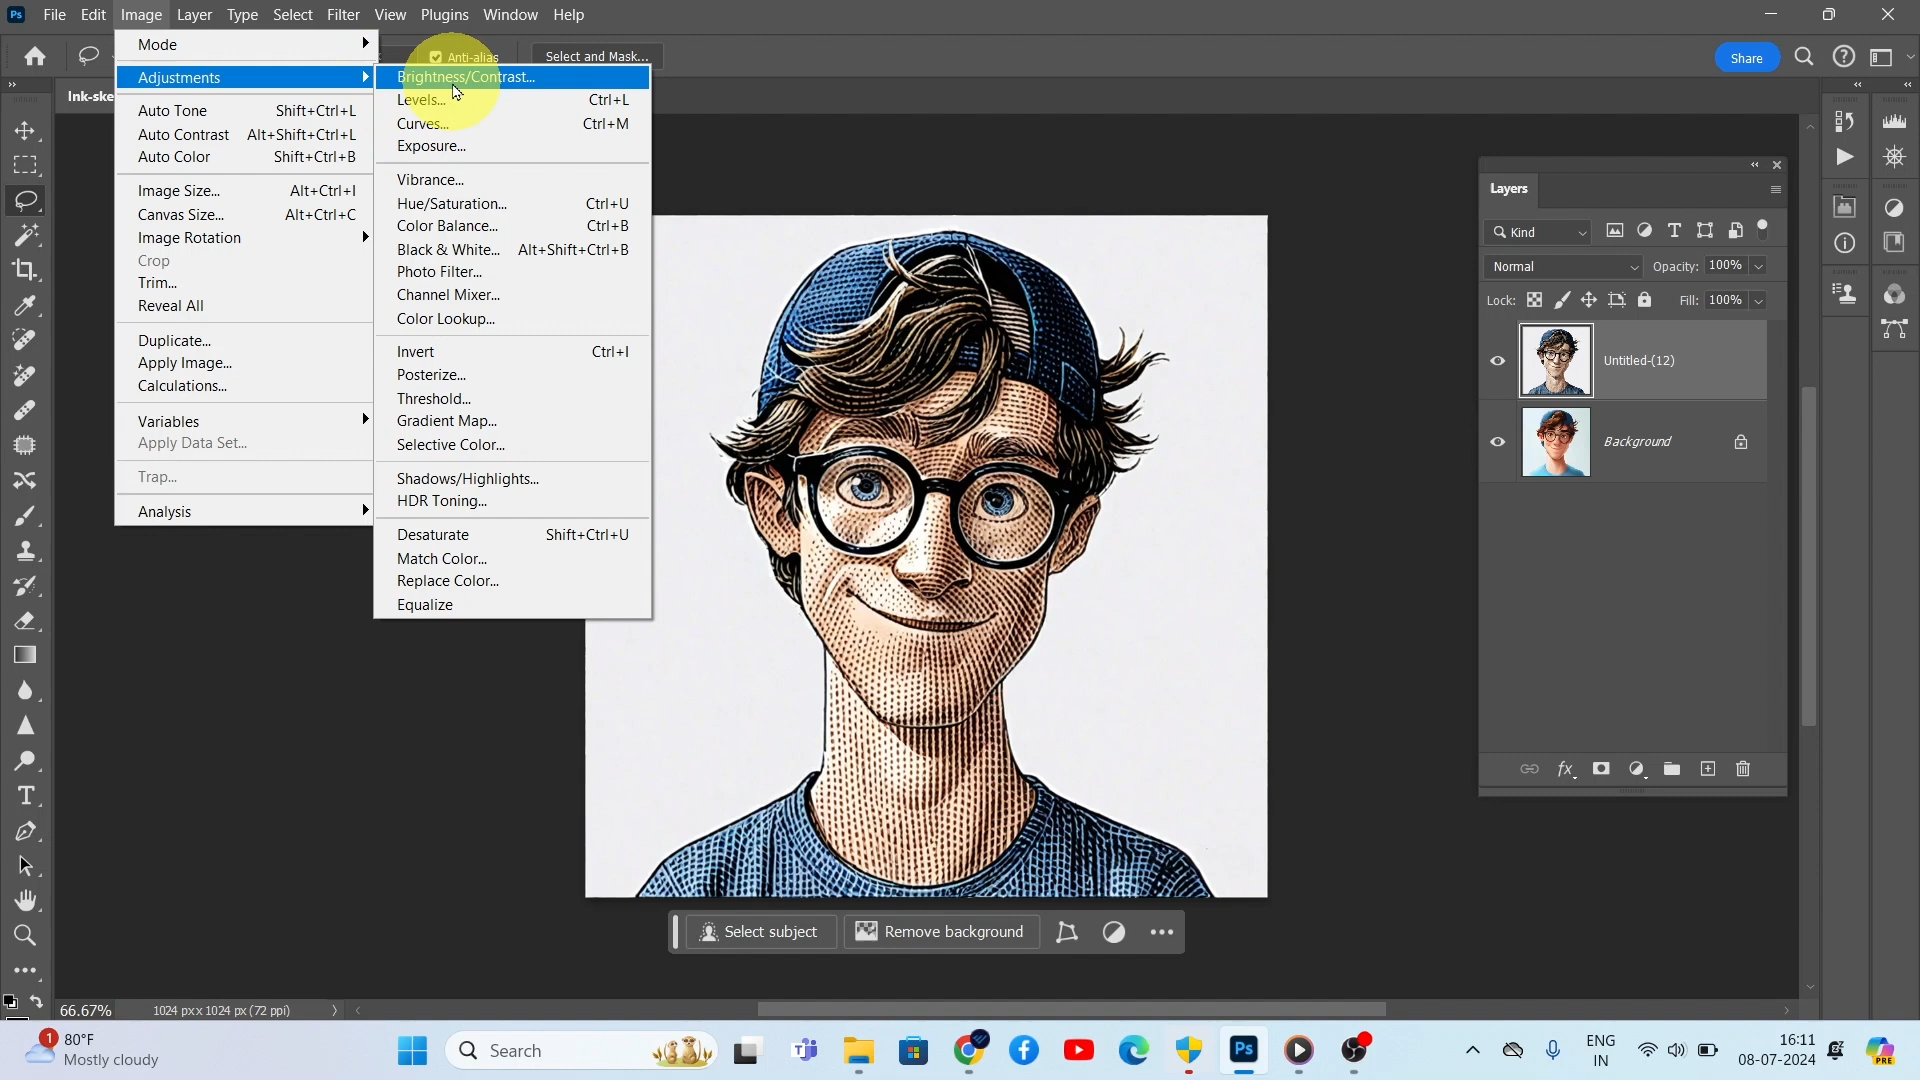 Ps File Edit Image Layer Type Select Filter View Plugins Window Help
Anti-alias Select and Mask... Share
Ink-ske
Mode
Adjustments
Auto Tone Shift+Ctrl+L
Auto Contrast Alt+Shift+Ctrl+L
Auto Color Shift+Ctrl+B
Image Size... Alt+Ctrl+I
Canvas Size... Alt+Ctrl+C
Image Rotation
Crop
Trim...
Reveal All
Duplicate...
Apply Image...
Calculations...
Variables
Apply Data Set...
Trap...
Analysis
Brightness/Contrast...
Levels... Ctrl+L
Curves... Ctrl+M
Exposure...
Vibrance...
Hue/Saturation... Ctrl+U
Color Balance... Ctrl+B
Black & White... Alt+Shift+Ctrl+B
Photo Filter...
Channel Mixer...
Color Lookup...
Invert Ctrl+I
Posterize...
Threshold...
Gradient Map...
Selective Color...
Shadows/Highlights...
HDR Toning...
Desaturate Shift+Ctrl+U
Match Color...
Replace Color...
Equalize
Layers
Kind
Normal Opacity: 100%
Lock: Fill: 100%
Untitled-(12)
Background
Select subject Remove background
66.67% 1024 px x 1024 px (72 ppi)
1 80°F
Mostly cloudy
Search
Ps
ENG
IN
16:11
08-07-2024
PRE